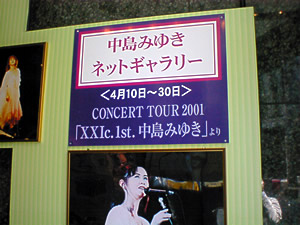 中島みゆき
ネットギャラリー
＜4月10日～30日＞
CONCERT TOUR 2001
「XXIc.1st.中島みゆき」より